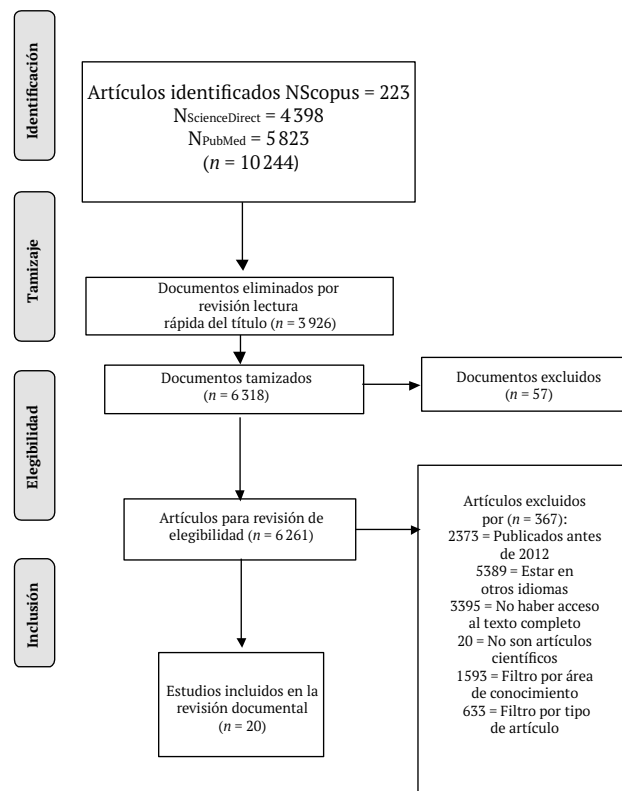 Identificación
Artículos identificados NScopus = 223
NScienceDirect = 4 398
NPubMed = 5 823
(n = 10 244)
Tamizaje
Documentos eliminados por
revisión lectura
rápida del título (n = 3 926)
Documentos tamizados
(n = 6 318)
Documentos excluidos
(n = 57)
Elegibilidad
Artículos para revisión de
elegibilidad (n = 6 261)
Artículos excluidos
por (n = 367):
2373 = Publicados antes
de 2012
5389 = Estar en
otros idiomas
3395 = No haber acceso
al texto completo
20 = No son artículos
científicos
1593 = Filtro por área
de conocimiento
633 = Filtro por tipo
de artículo
Inclusión
Estudios incluidos en la
revisión documental
(n = 20)